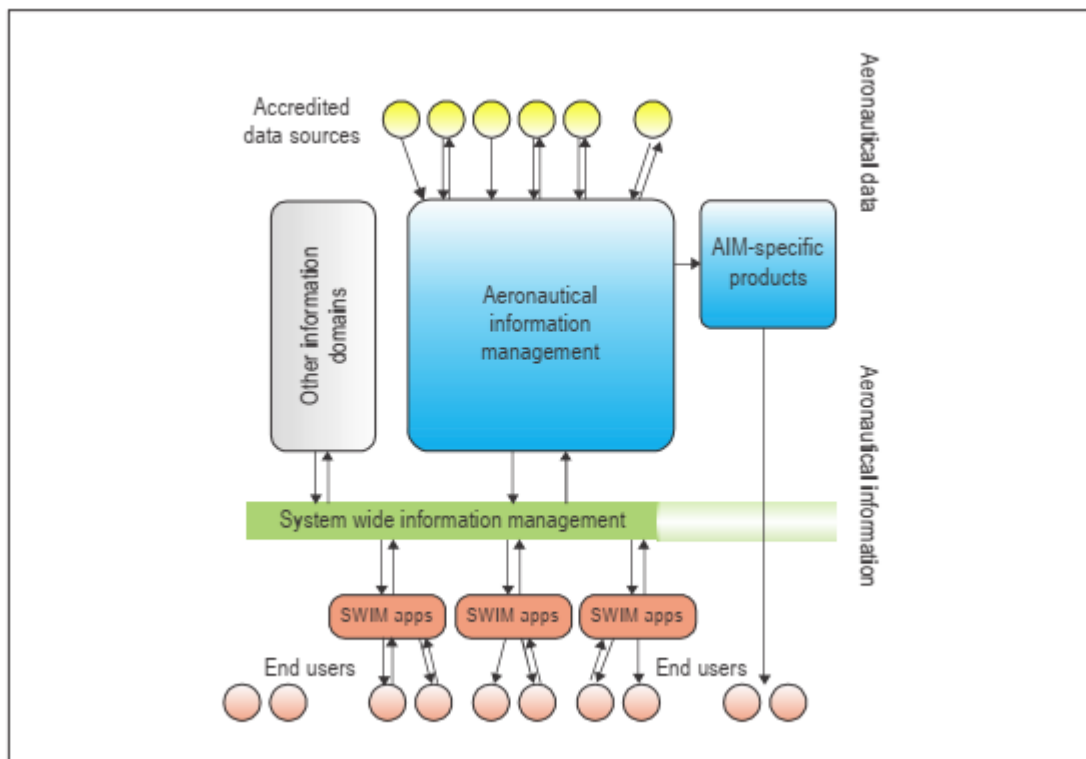 Accredited
data sources
Aeronautical data
Other information
domains
Aeronautical
information
management
AIM-specific
products
Aeronautical information
System wide information management
SWIM apps
SWIM apps
SWIM apps
End users
End users